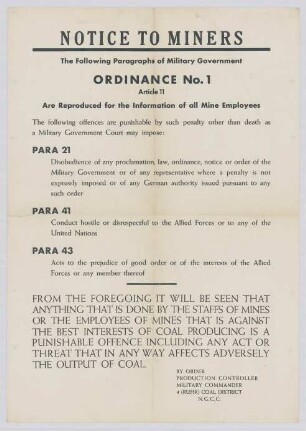 NOTICE TO MINERS
The Following Paragraphs of Military Government
ORDINANCE No. 1
Article 11
Are Reproduced for the Information of all Mine Employees
The following offences are punishable by such penalty other than death as
a Military Government Court may impose:
PARA 21
Disobedience of any proclamation, law, ordinance, notice or order of the
Military Government or of any representative where a penalty is not
expressly imposed or of any German authority issued pursuant to any
such order
PARA 41
Conduct hostile or disrespectful to the Allied Forces or to any of the
United Nations
PARA 43
Acts to the prejudice of good order or of the interests of the Allied
Forces or any member thereof
FROM THE FOREGOING IT WILL BE SEEN THAT
ANYTHING THAT IS DONE BY THE STAFFS OF MINES
OR THE EMPLOYEES OF MINES THAT IS AGAINST
THE BEST INTERESTS OF COAL PRODUCING IS A
PUNISHABLE OFFENCE INCLUDING ANY ACT OR
THREAT THAT IN ANY WAY AFFECTS ADVERSELY
THE OUTPUT OF COAL.
BY ORDER
PRODUCTION CONTROLLER
MILITARY COMMANDER
4 (RUHR) COAL DISTRICT
N.G.C.C.